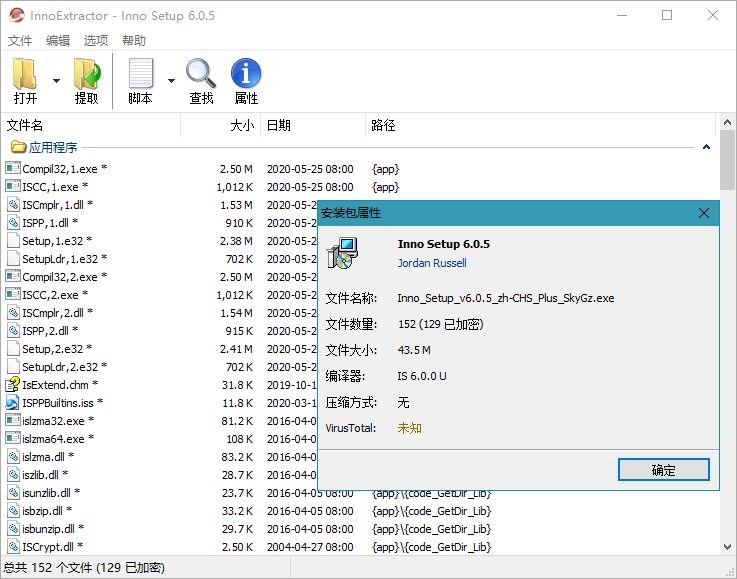 InnoExtractor - Inno Setup 6.0.5
文件 编辑 选项 帮助
打开 提取 脚本 查找 属性
文件名 大小 日期 路径
应用程序
Compil32,1.exe * 2.50 M 2020-05-25 08:00 {app}
ISCC,1.exe * 1,012 K 2020-05-25 08:00 {app}
ISCmplr,1.dll * 1.53 M 2020-05-2
ISPP,1.dll * 910 K 2020-05-2
Setup,1.e32 * 2.38 M 2020-05-2
SetupLdr,1.e32 * 702 K 2020-05-2
Compil32,2.exe * 2.50 M 2020-05-2
ISCC,2.exe * 1,012 K 2020-05-2
ISCmplr,2.dll * 1.54 M 2020-05-2
ISPP,2.dll * 915 K 2020-05-2
Setup,2.e32 * 2.41 M 2020-05-2
SetupLdr,2.e32 * 702 K 2020-05-2
IsExtend.chm * 31.8 K 2019-10-1
ISPPBuiltins.iss * 11.8 K 2020-03-1
islzma32.exe * 81.2 K 2016-04-0
islzma64.exe * 108 K 2016-04-0
islzma.dll * 83.2 K 2016-04-0
iszlib.dll * 28.7 K 2016-04-0
isunzlib.dll * 23.7 K 2016-04-05 08:00 {app}\{code_GetDir_Lib}
isbzip.dll * 33.2 K 2016-04-05 08:00 {app}\{code_GetDir_Lib}
isbunzip.dll * 29.7 K 2016-04-05 08:00 {app}\{code_GetDir_Lib}
ISCrypt.dll * 2.50 K 2004-04-27 08:00 {app}\{code_GetDir_Lib}
安装包属性
Inno Setup 6.0.5
Jordan Russell
文件名称: Inno_Setup_v6.0.5_zh-CHS_Plus_SkyGz.exe
文件数量: 152 (129 已加密)
文件大小: 43.5 M
编译器: IS 6.0.0 U
压缩方式: 无
VirusTotal: 未知
确定
总共 152 个文件 (129 已加密)